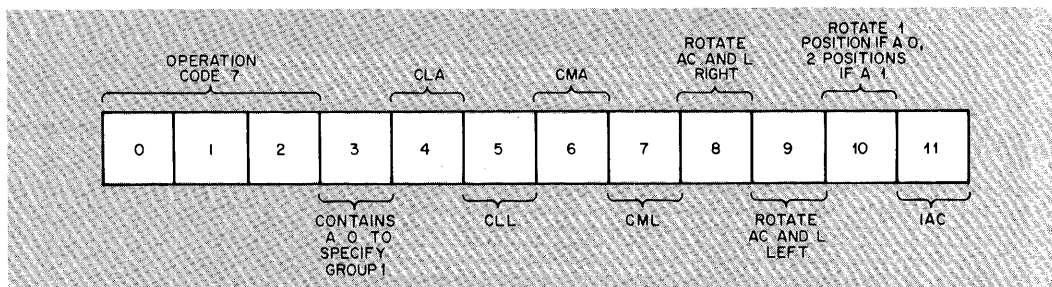 OPERATION
CODE 7
CLA
CMA
ROTATE
AC AND L
RIGHT
ROTATE 1
POSITION IF A 0,
2 POSITIONS
IF A 1
0 1 2 3 4 5 6 7 8 9 10 11
CONTAINS
A 0 TO
SPECIFY
GROUP 1
CLL
CML
ROTATE
AC AND L
LEFT
IAC